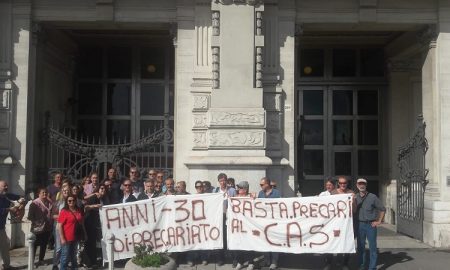 ANNI-30
DI PRECARIATO
BASTA.PRECARI
AL -C.A.S-